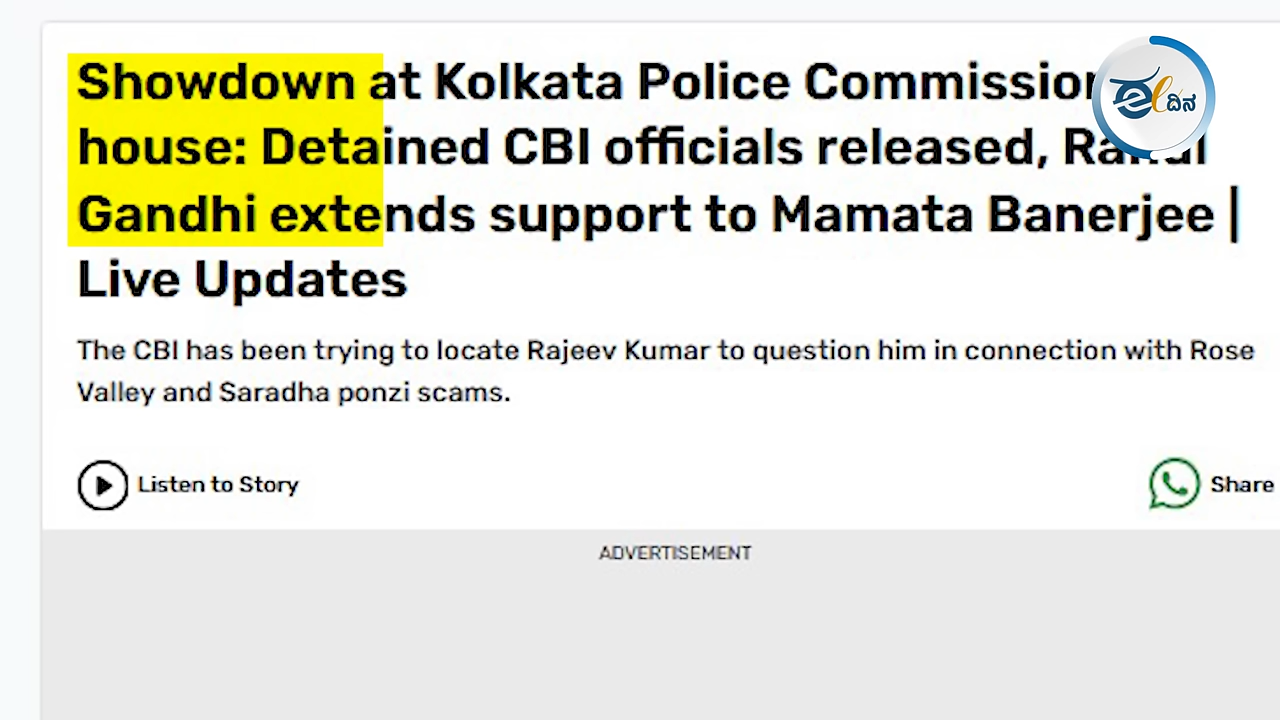 Showdown at Kolkata Police Commission
house: Detained CBI officials released,
Gandhi extends support to Mamata Banerjee |
Live Updates
The CBI has been trying to locate Rajeev Kumar to question him in connection with Rose
Valley and Saradha ponzi scams.
Listen to Story
Share
ADVERTISEMENT
ದಿನ